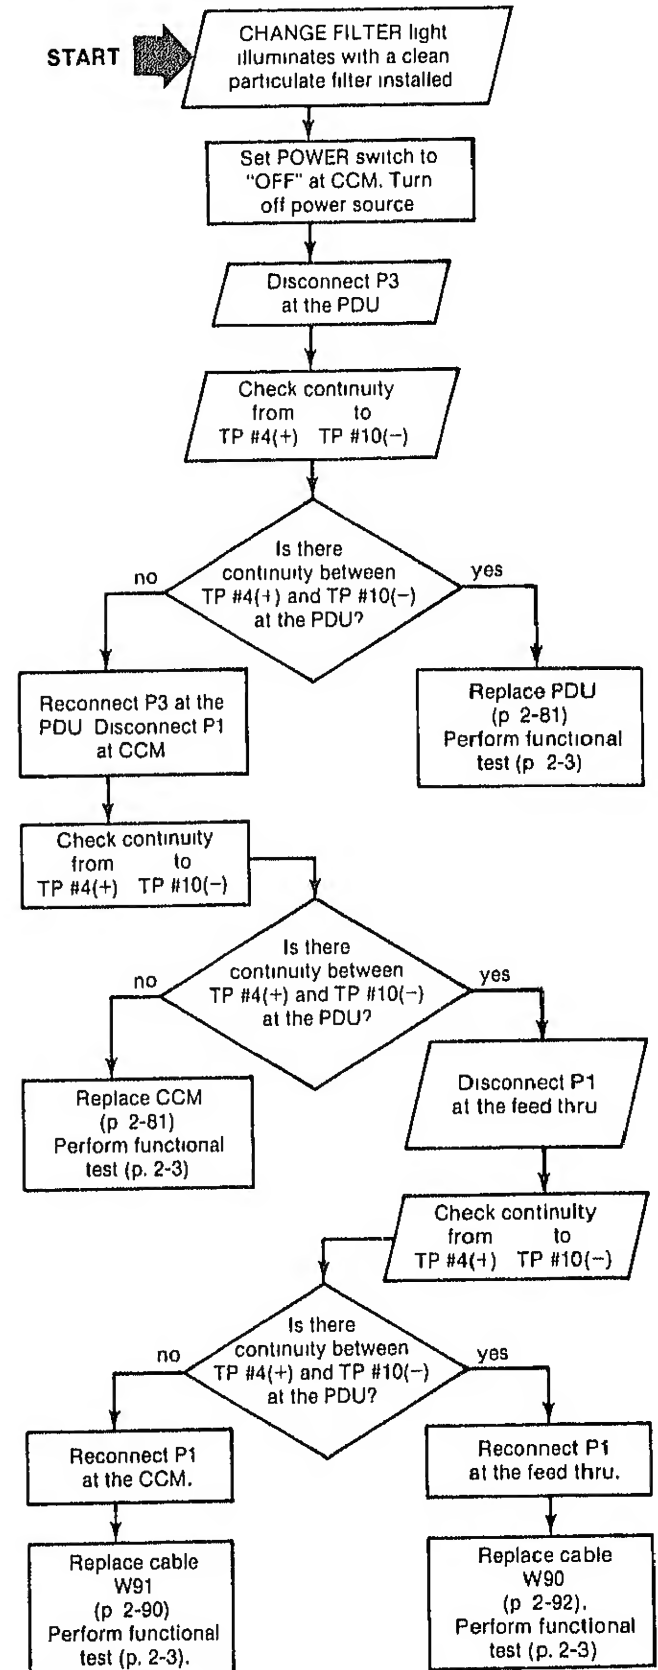 START
CHANGE FILTER light
illuminates with a clean
particulate filter installed
Set POWER switch to
"OFF" at CCM. Turn
off power source
Disconnect P3
at the PDU
Check continuity
from to
TP #4(+) TP #10(−)
Is there
continuity between
TP #4(+) and TP #10(−)
at the PDU?
no
yes
Reconnect P3 at the
PDU Disconnect P1
at CCM
Replace PDU
(p 2-81)
Perform functional
test (p 2-3)
Check continuity
from to
TP #4(+) TP #10(−)
Is there
continuity between
TP #4(+) and TP #10(−)
at the PDU?
no
yes
Replace CCM
(p 2-81)
Perform functional
test (p. 2-3)
Disconnect P1
at the feed thru
Check continuity
from to
TP #4(+) TP #10(−)
Is there
continuity between
TP #4(+) and TP #10(−)
at the PDU?
no
yes
Reconnect P1
at the CCM.
Reconnect P1
at the feed thru.
Replace cable
W91
(p 2-90)
Perform functional
test (p. 2-3).
Replace cable
W90
(p 2-92).
Perform functional
test (p. 2-3)